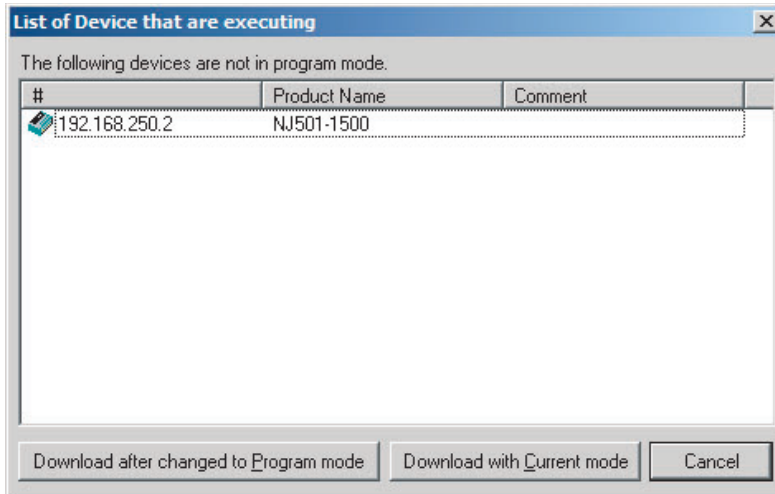 List of Device that are executing
The following devices are not in program mode.
# Product Name Comment
192.168.250.2 NJ501-1500
Download after changed to Program mode Download with Current mode Cancel